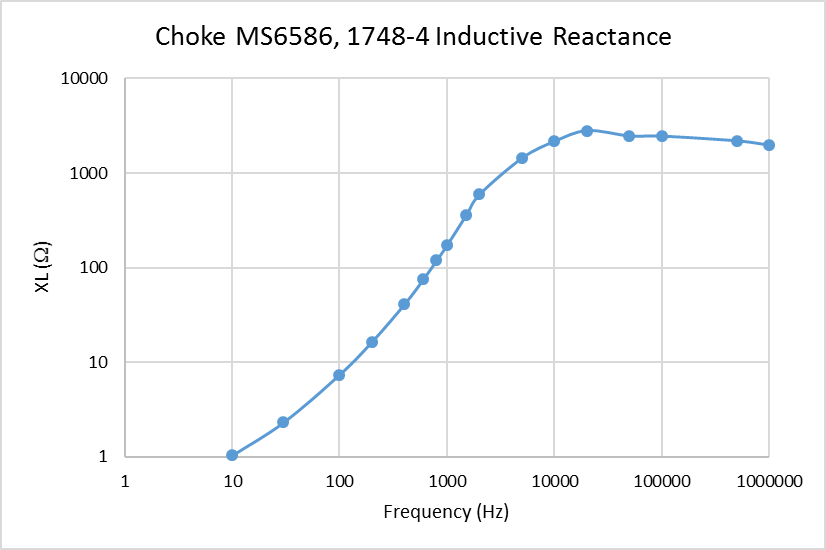 Choke MS6586, 1748-4 Inductive Reactance
10000
1000
100
10
1
XL (Ω)
1 10 100 1000 10000 100000 1000000
Frequency (Hz)